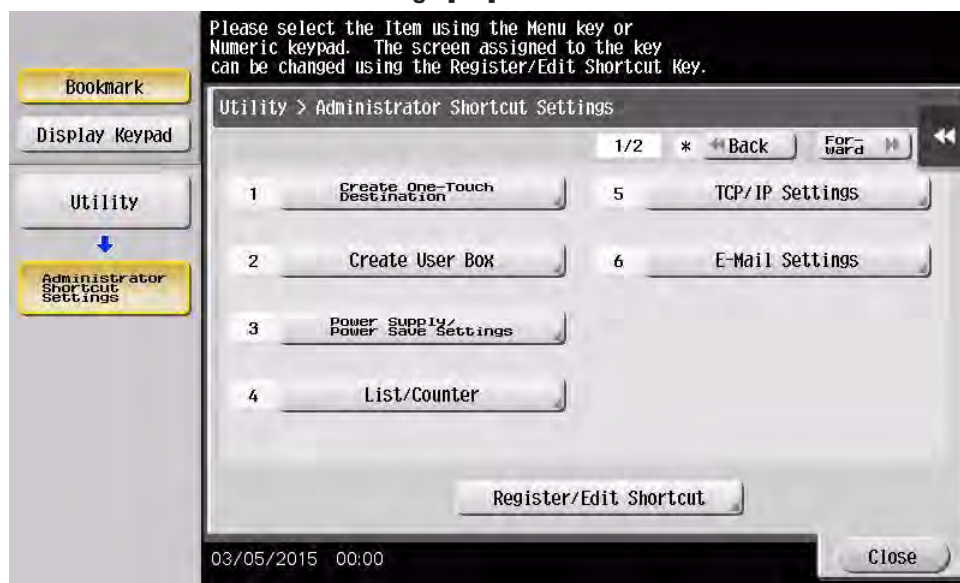 Please select the Item using the Menu key or
Numeric keypad. The screen assigned to the key
can be changed using the Register/Edit Shortcut Key.
Bookmark
Display Keypad
Utility
Administrator
Shortcut
Settings
Utility > Administrator Shortcut Settings
1/2 * Back For-
ward
1 Create One-Touch
Destination
2 Create User Box
3 Power Supply/
Power Save Settings
4 List/Counter
5 TCP/IP Settings
6 E-Mail Settings
Register/Edit Shortcut
03/05/2015 00:00
Close